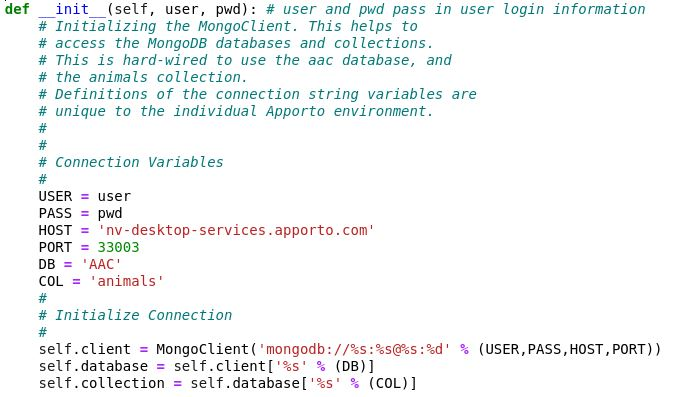 def __init__(self, user, pwd): # user and pwd pass in user login information
    # Initializing the MongoClient. This helps to
    # access the MongoDB databases and collections.
    # This is hard-wired to use the aac database, and
    # the animals collection.
    # Definitions of the connection string variables are
    # unique to the individual Apporto environment.
    #
    #
    # Connection Variables
    #
    USER = user
    PASS = pwd
    HOST = 'nv-desktop-services.apporto.com'
    PORT = 33003
    DB = 'AAC'
    COL = 'animals'
    #
    # Initialize Connection
    #
    self.client = MongoClient('mongodb://%s:%s@%s:%d' % (USER,PASS,HOST,PORT))
    self.database = self.client['%s' % (DB)]
    self.collection = self.database['%s' % (COL)]